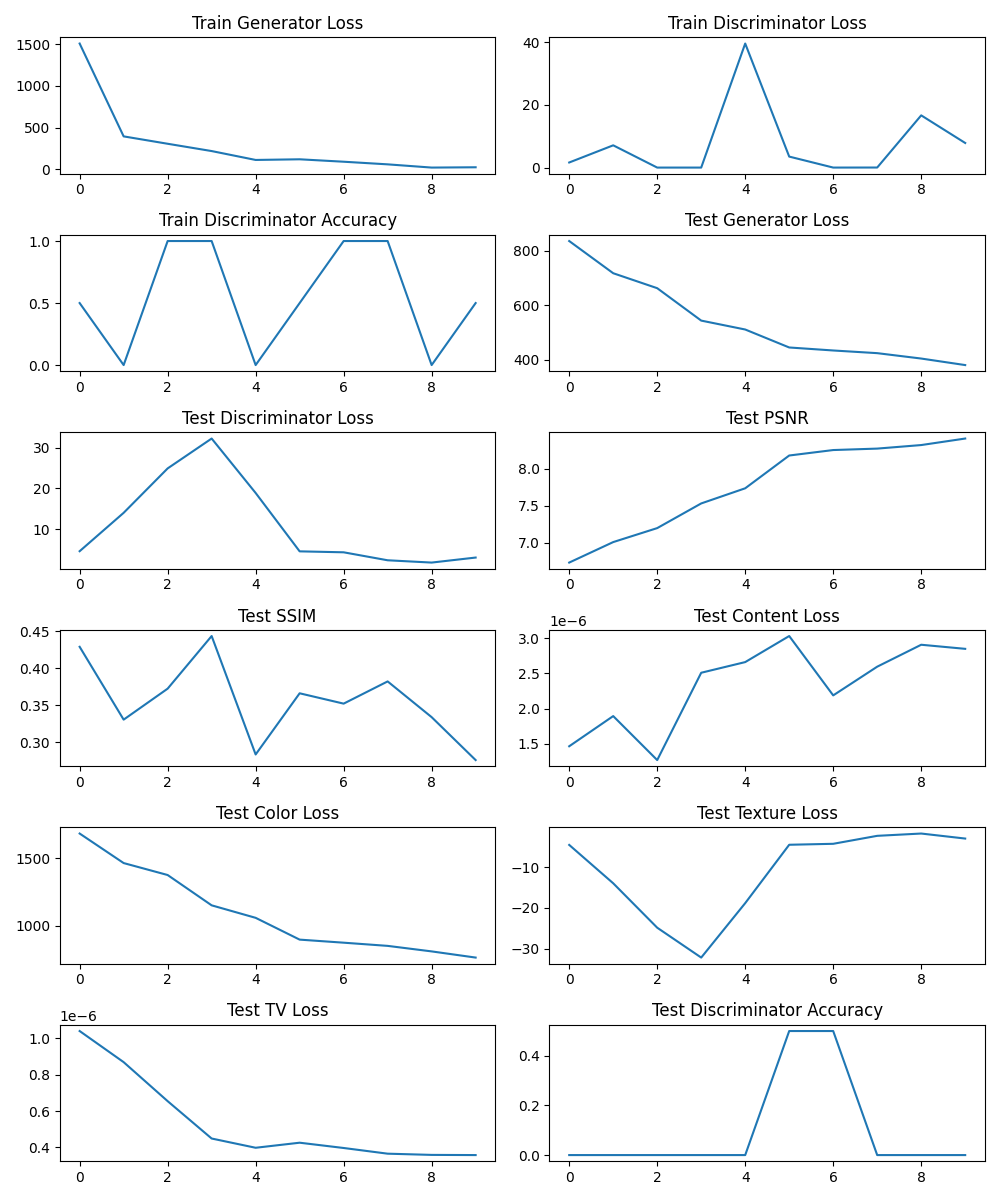 Train Generator Loss
1500
1000
500
0
0 2 4 6 8
Train Discriminator Loss
40
20
0
0 2 4 6 8
Train Discriminator Accuracy
1.0
0.5
0.0
0 2 4 6 8
Test Generator Loss
800
600
400
0 2 4 6 8
Test Discriminator Loss
30
20
10
0 2 4 6 8
Test PSNR
8.0
7.5
7.0
0 2 4 6 8
Test SSIM
0.45
0.40
0.35
0.30
0 2 4 6 8
Test Content Loss
1e−6
3.0
2.5
2.0
1.5
0 2 4 6 8
Test Color Loss
1500
1000
0 2 4 6 8
Test Texture Loss
−10
−20
−30
0 2 4 6 8
Test TV Loss
1e−6
1.0
0.8
0.6
0.4
0 2 4 6 8
Test Discriminator Accuracy
0.4
0.2
0.0
0 2 4 6 8